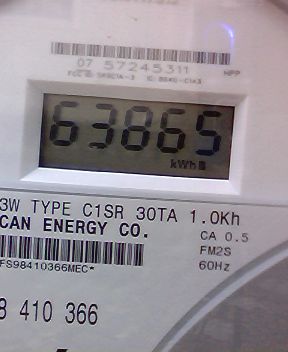 07 57245311
NPP
63865
kWh
3W TYPE C1SR 30TA 1.0Kh
CAN ENERGY CO.
CA 0.5
FM2S
60Hz
FS98410366MEC*
8 410 366